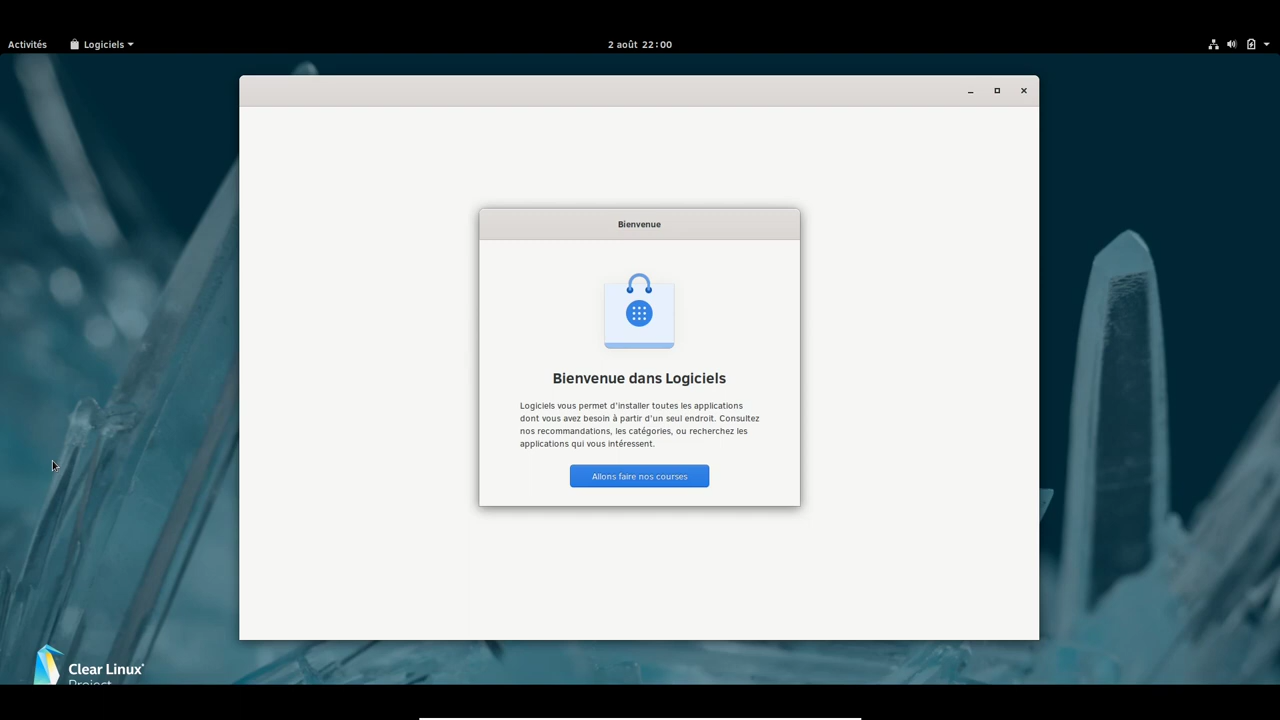 Activités
Logiciels
2 août 22:00
Bienvenue
Bienvenue dans Logiciels
Logiciels vous permet d'installer toutes les applications
dont vous avez besoin à partir d'un seul endroit. Consultez
nos recommandations, les catégories, ou recherchez les
applications qui vous intéressent.
Allons faire nos courses
Clear Linux*
Project